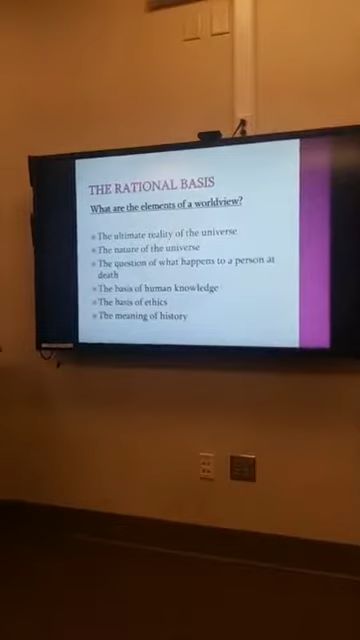 THE RATIONAL BASIS
What are the elements of a worldview?
The ultimate reality of the universe
The nature of the universe
The question of what happens to a person at
death
The basis of human knowledge
The basis of ethics
The meaning of history